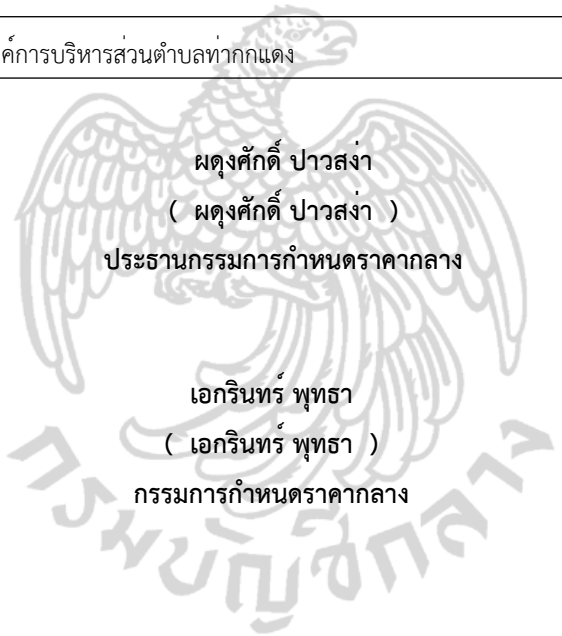 ค์การบริหารส่วนตำบลท่ากกแดง
ผดุงศักดิ์ ปาวสง่า
( ผดุงศักดิ์ ปาวสง่า )
ประธานกรรมการกำหนดราคากลาง
เอกรินทร์ พุทธา
( เอกรินทร์ พุทธา )
กรรมการกำหนดราคากลาง
กรมบัญชีกลาง